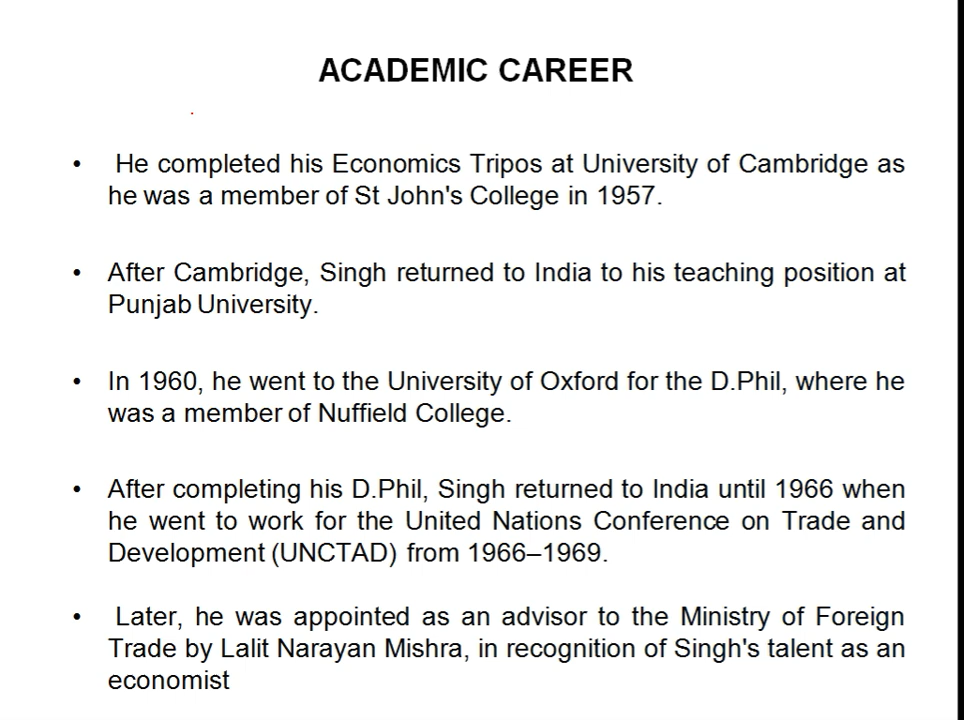 ACADEMIC CAREER
• He completed his Economics Tripos at University of Cambridge as
he was a member of St John's College in 1957.
• After Cambridge, Singh returned to India to his teaching position at
Punjab University.
• In 1960, he went to the University of Oxford for the D.Phil, where he
was a member of Nuffield College.
• After completing his D.Phil, Singh returned to India until 1966 when
he went to work for the United Nations Conference on Trade and
Development (UNCTAD) from 1966–1969.
• Later, he was appointed as an advisor to the Ministry of Foreign
Trade by Lalit Narayan Mishra, in recognition of Singh's talent as an
economist